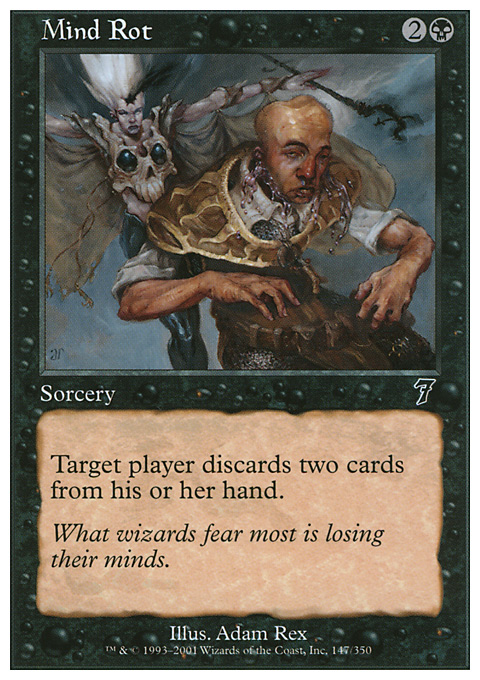 Mind Rot 2
Sorcery 7
Target player discards two cards
from his or her hand.
What wizards fear most is losing
their minds.
Illus. Adam Rex
™ & © 1993–2001 Wizards of the Coast, Inc. 147/350